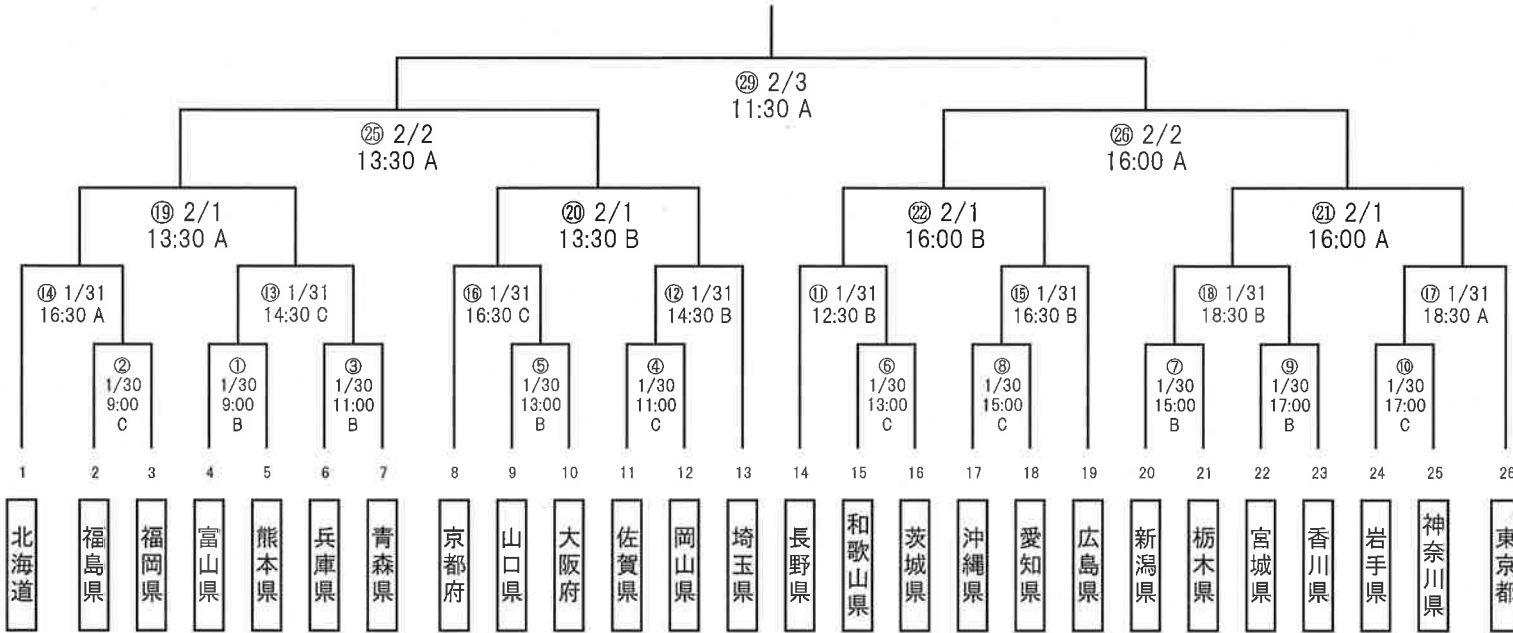 ㉙ 2/3
11:30 A
㉕ 2/2
13:30 A
㉖ 2/2
16:00 A
⑲ 2/1
13:30 A
⑳ 2/1
13:30 B
㉒ 2/1
16:00 B
㉑ 2/1
16:00 A
⑭ 1/31
16:30 A
⑬ 1/31
14:30 C
⑯ 1/31
16:30 C
⑫ 1/31
14:30 B
⑪ 1/31
12:30 B
⑮ 1/31
16:30 B
⑱ 1/31
18:30 B
⑰ 1/31
18:30 A
②
1/30
9:00
C
①
1/30
9:00
B
③
1/30
11:00
B
⑤
1/30
13:00
B
④
1/30
11:00
C
⑥
1/30
13:00
C
⑧
1/30
15:00
C
⑦
1/30
15:00
B
⑨
1/30
17:00
B
⑩
1/30
17:00
C
1 2 3 4 5 6 7 8 9 10 11 12 13 14 15 16 17 18 19 20 21 22 23 24 25 26
北海道
福島県
福岡県
富山県
熊本県
兵庫県
青森県
京都府
山口県
大阪府
佐賀県
岡山県
埼玉県
長野県
和歌山県
茨城県
沖縄県
愛知県
広島県
新潟県
栃木県
宮城県
香川県
岩手県
神奈川県
東京都